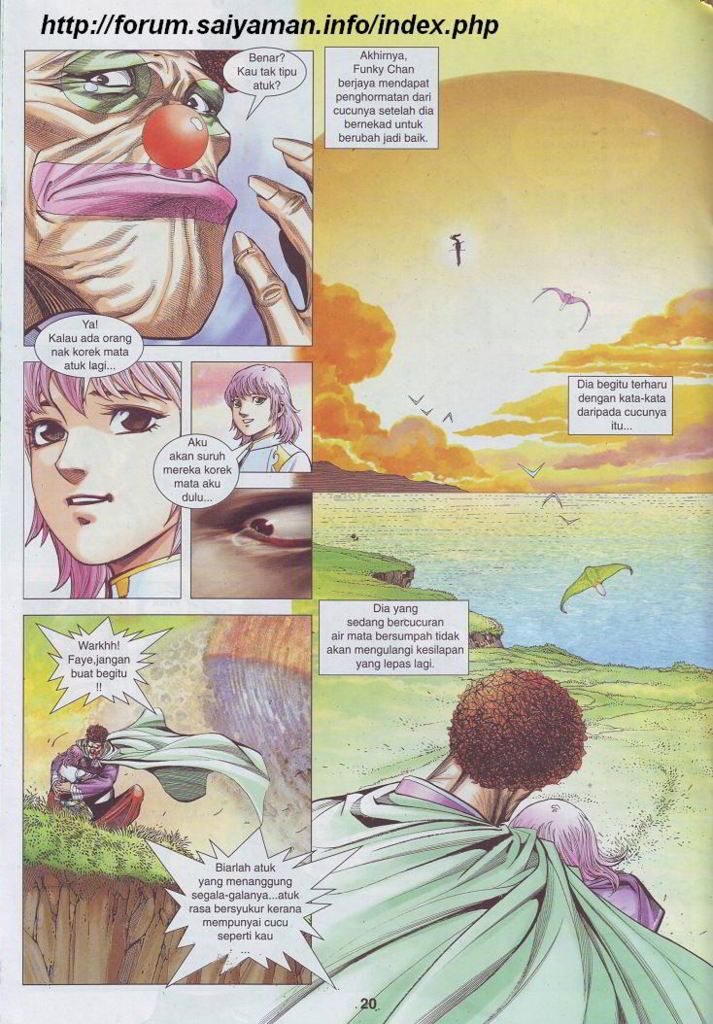 http://forum.saiyaman.info/index.php
Benar?
Kau tak tipu
atuk?
Ya!
Kalau ada orang
nak korek mata
atuk lagi...
Aku
akan suruh
mereka korek
mata aku
dulu...
Warkhh!
Faye,jangan
buat begitu
!!
Biarlah atuk
yang menanggung
segala-galanya...atuk
rasa bersyukur kerana
mempunyai cucu
seperti kau
...
Akhirnya,
Funky Chan
berjaya mendapat
penghormatan dari
cucunya setelah dia
bernekad untuk
berubah jadi baik.
Dia begitu terharu
dengan kata-kata
daripada cucunya
itu...
Dia yang
sedang bercucuran
air mata bersumpah tidak
akan mengulangi kesilapan
yang lepas lagi.
20